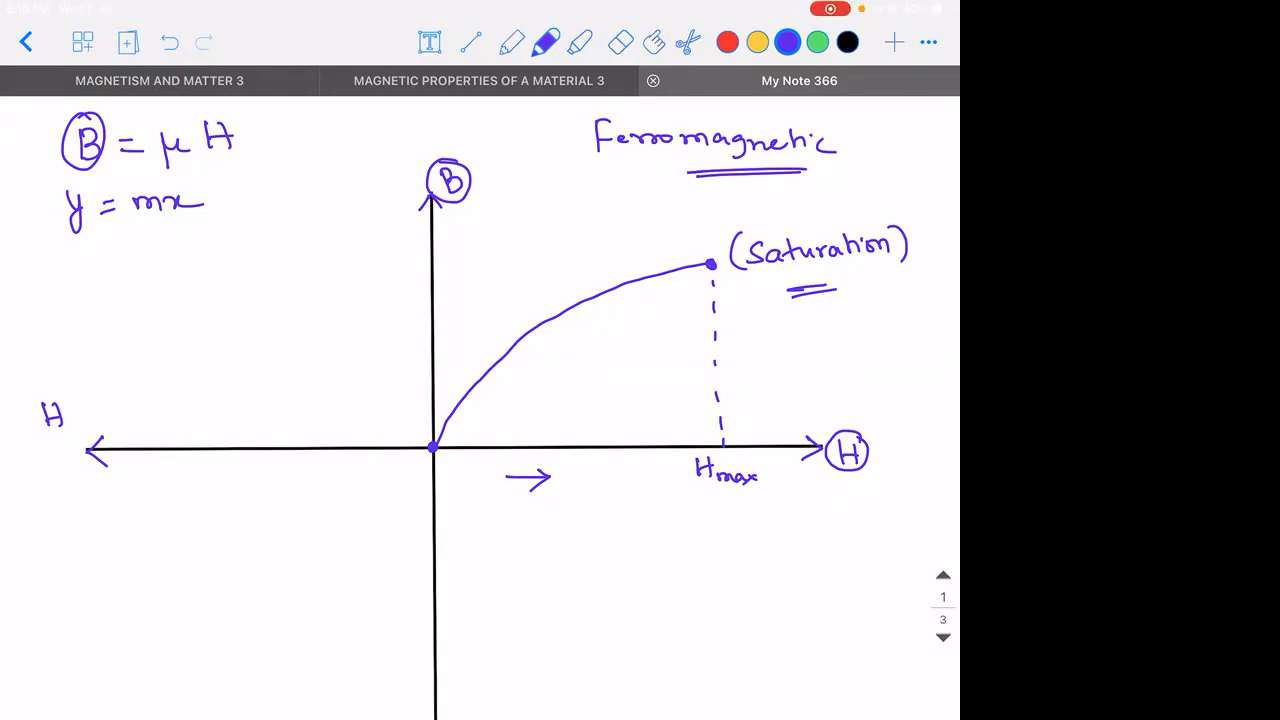 MAGNETISM AND MATTER 3
MAGNETIC PROPERTIES OF A MATERIAL 3
My Note 366
B = μ H
y = mx
Ferromagnetic
B
(Saturation)
H
H
Hmax
1
3